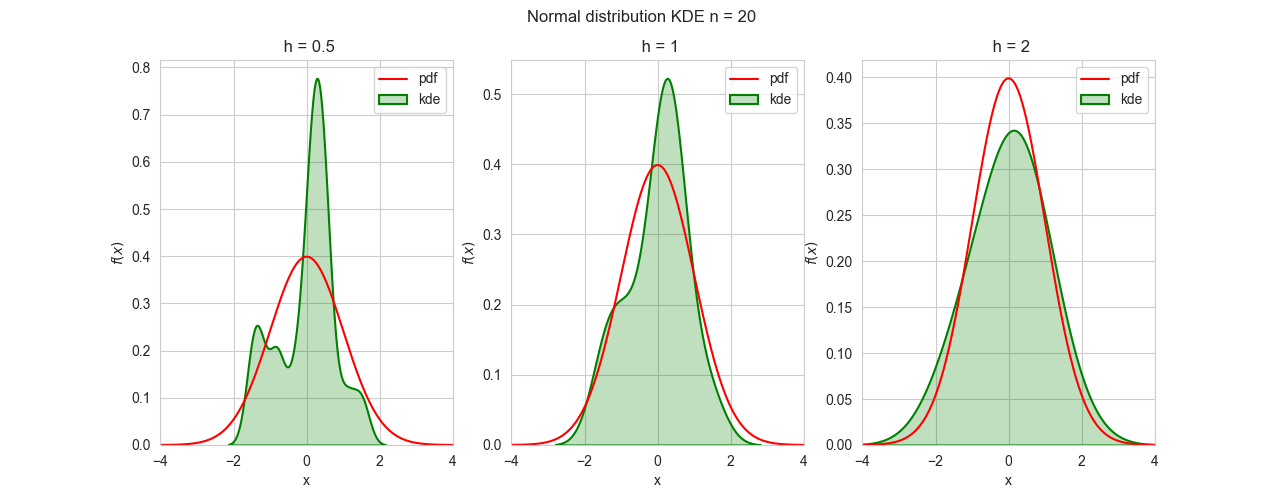 Normal distribution KDE n = 20
h = 0.5
0.8
0.7
0.6
0.5
0.4
0.3
0.2
0.1
0.0
f(x)
−4
−2
0
2
4
x
pdf
kde
h = 1
0.5
0.4
0.3
0.2
0.1
0.0
f(x)
−4
−2
0
2
4
x
pdf
kde
h = 2
0.40
0.35
0.30
0.25
0.20
0.15
0.10
0.05
0.00
f(x)
−4
−2
0
2
4
x
pdf
kde